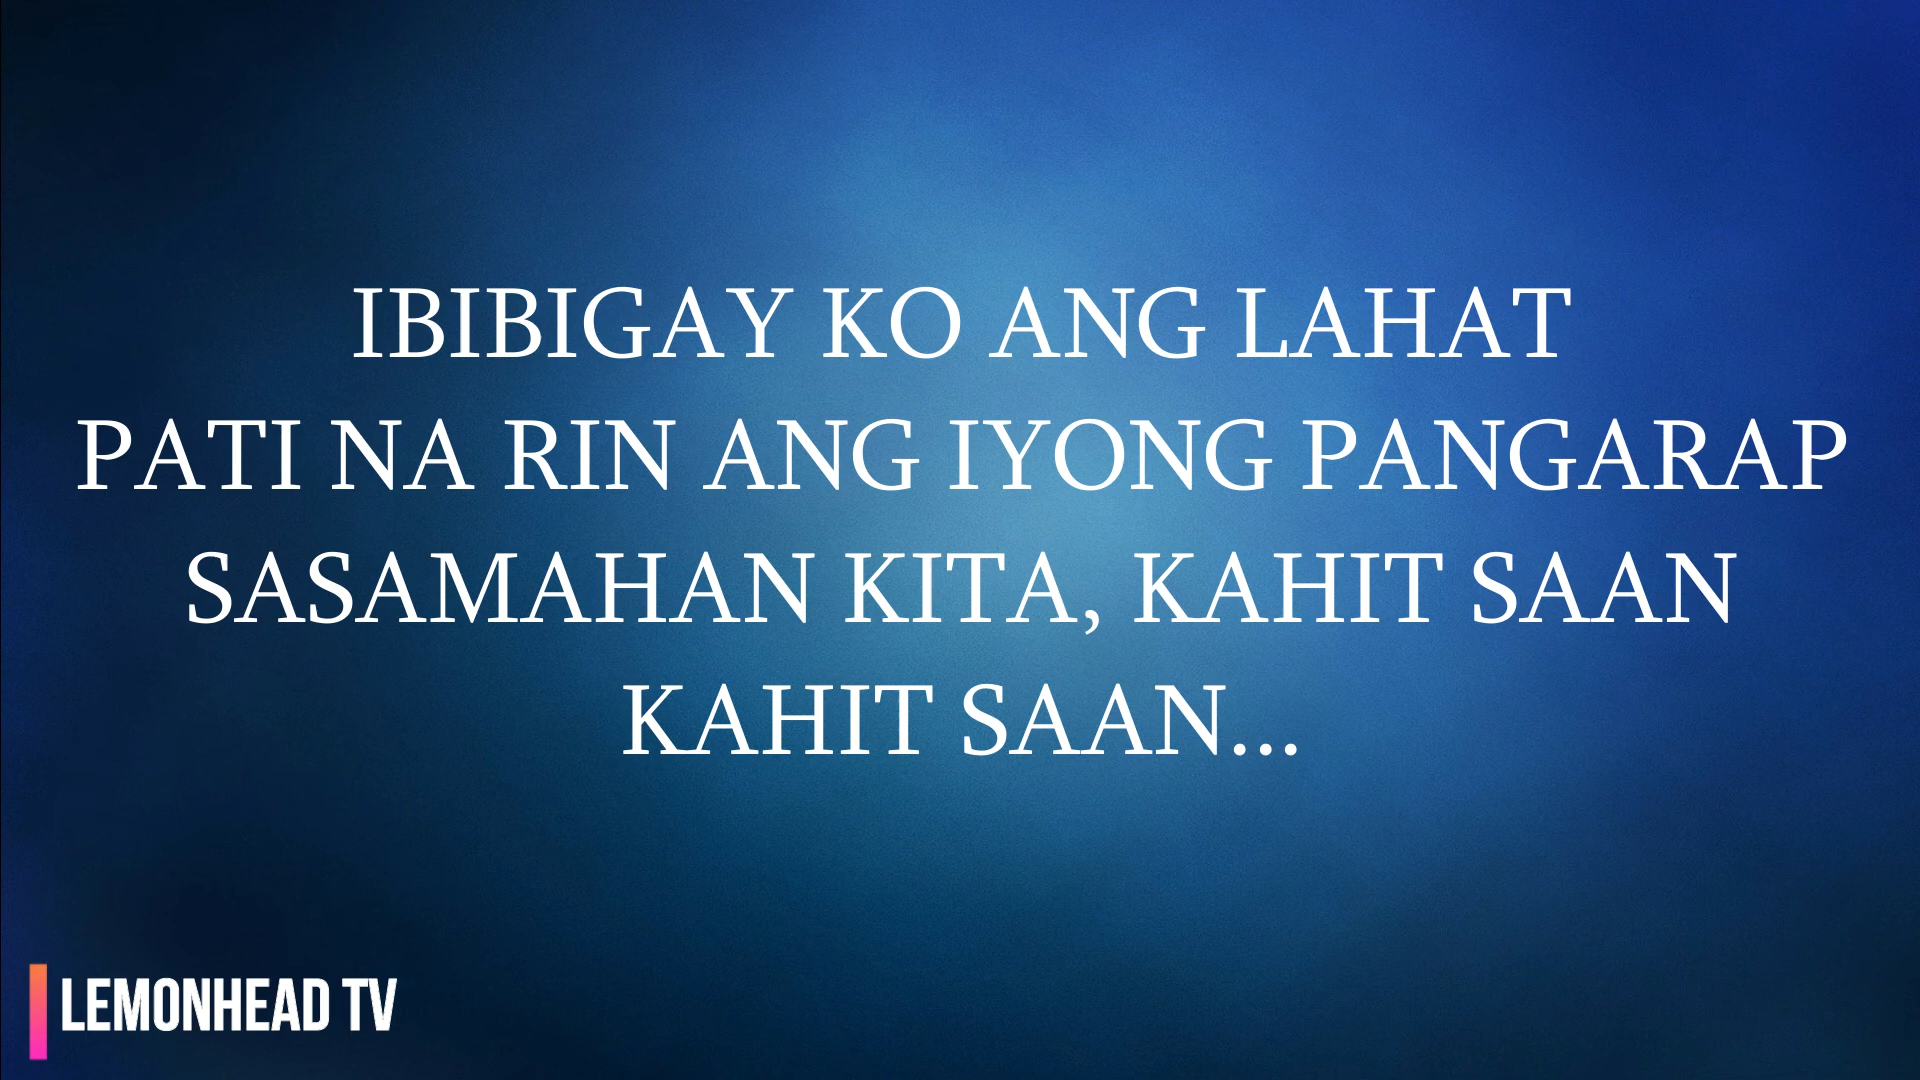 IBIBIGAY KO ANG LAHAT
PATI NA RIN ANG IYONG PANGARAP
SASAMAHAN KITA, KAHIT SAAN
KAHIT SAAN...
LEMONHEAD TV